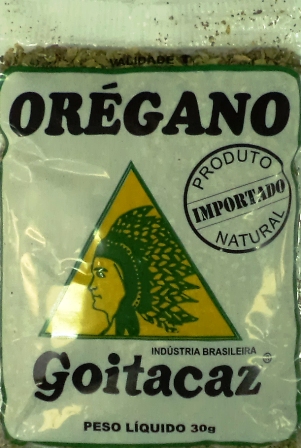 VALIDADE
ORÉGANO
PRODUTO
IMPORTADO
NATURAL
INDÚSTRIA BRASILEIRA
Goitacaz®
PESO LÍQUIDO 30g